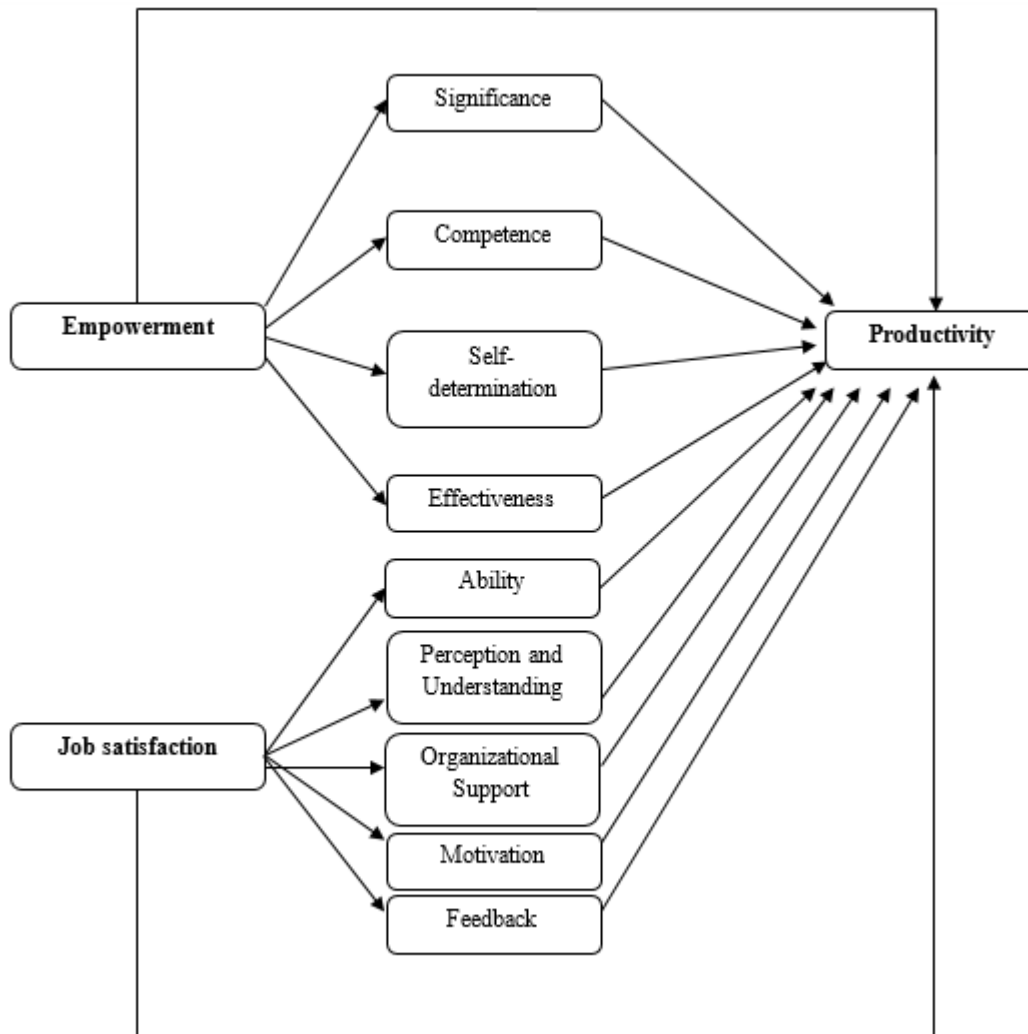 Significance
Competence
Empowerment
Productivity
Self-
determination
Effectiveness
Ability
Perception and
Understanding
Job satisfaction
Organizational
Support
Motivation
Feedback